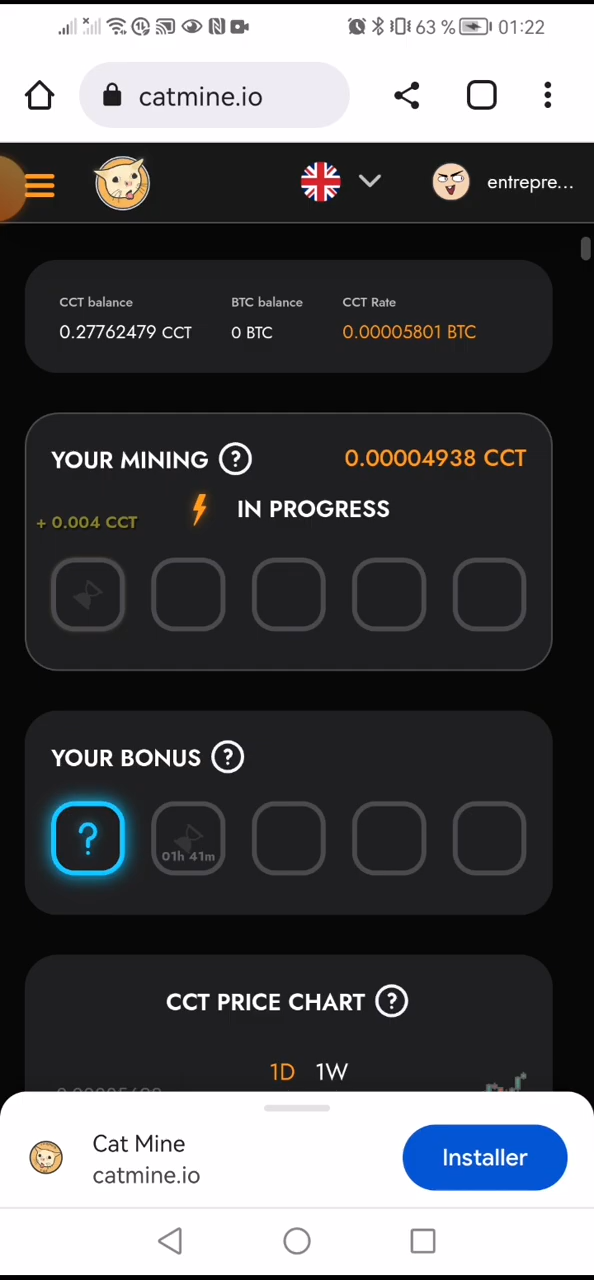 63 % 01:22
catmine.io
entrepre...
CCT balance BTC balance CCT Rate
0.27762479 CCT 0 BTC 0.00005801 BTC
YOUR MINING ? 0.00004938 CCT
IN PROGRESS
+ 0.004 CCT
YOUR BONUS ?
?
01h 41m
CCT PRICE CHART ?
1D 1W
Cat Mine
catmine.io
Installer